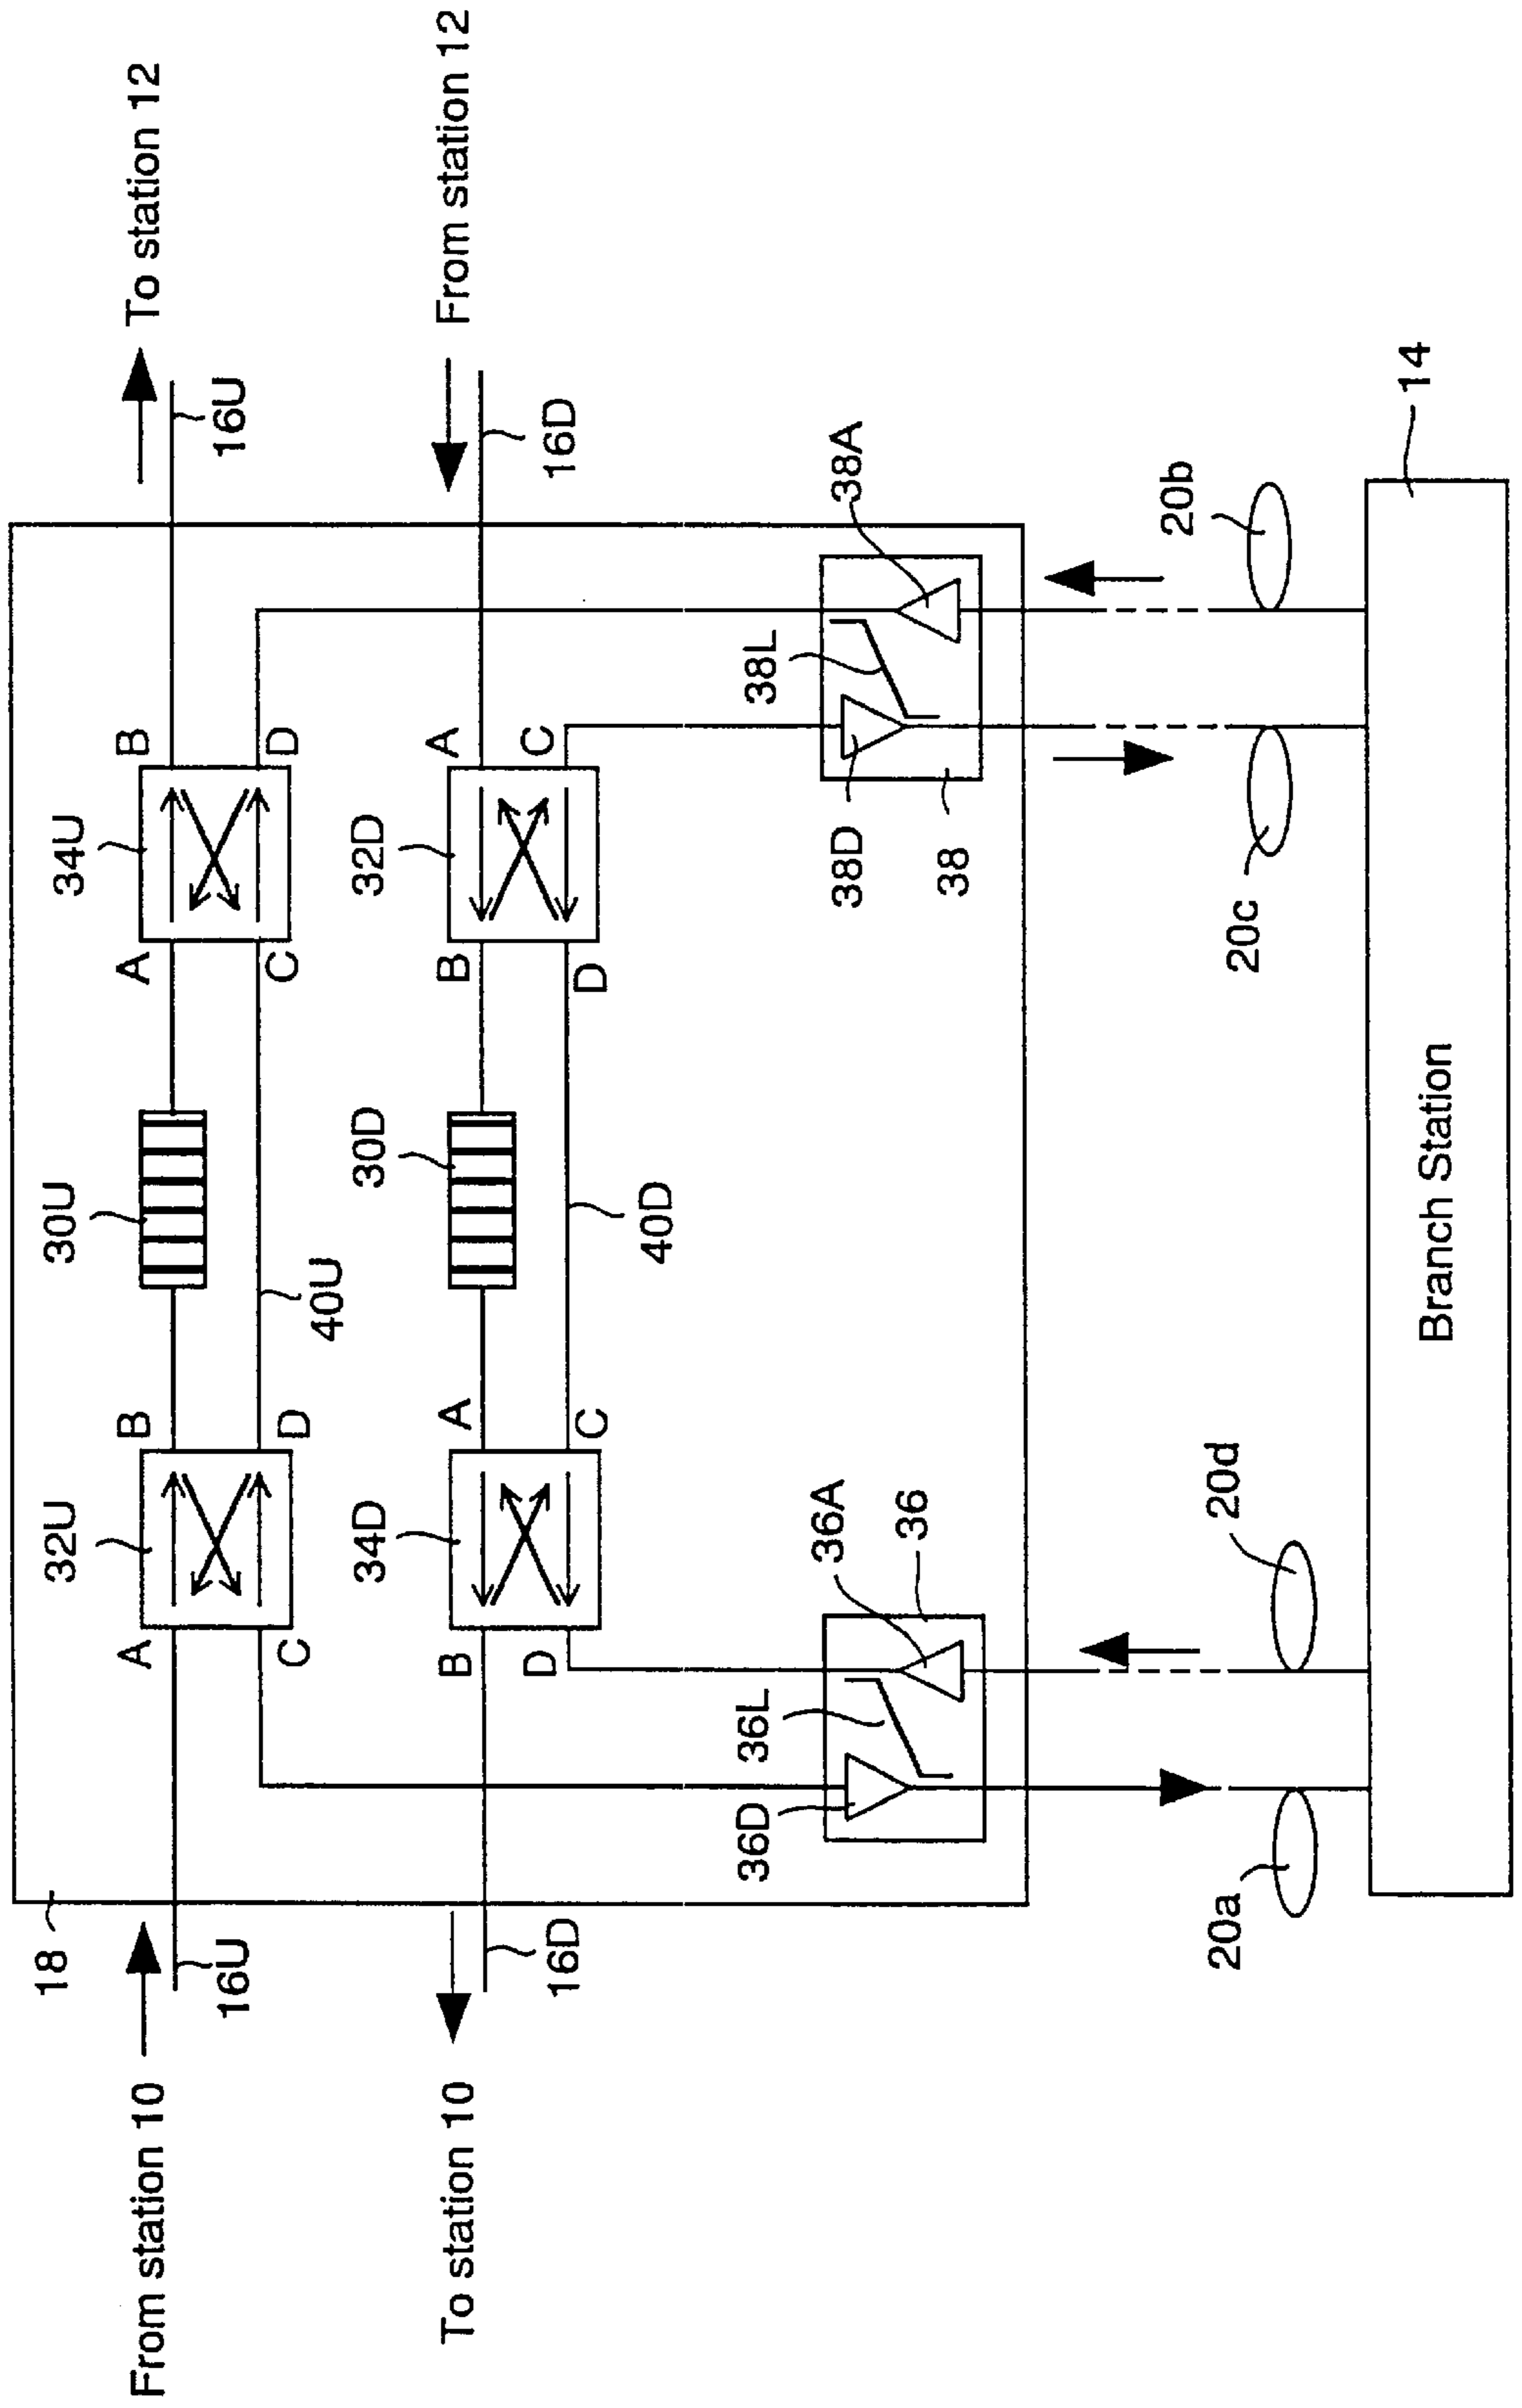 18
From station 10
16U
A
32U
B
30U
A
34U
B
To station 12
16U
C
D
40U
C
D
To station 10
16D
B
34D
A
30D
B
32D
A
From station 12
16D
D
C
40D
D
C
36D
36L
36A
36
38D
38L
38A
38
20a
20d
20c
20b
Branch Station
14